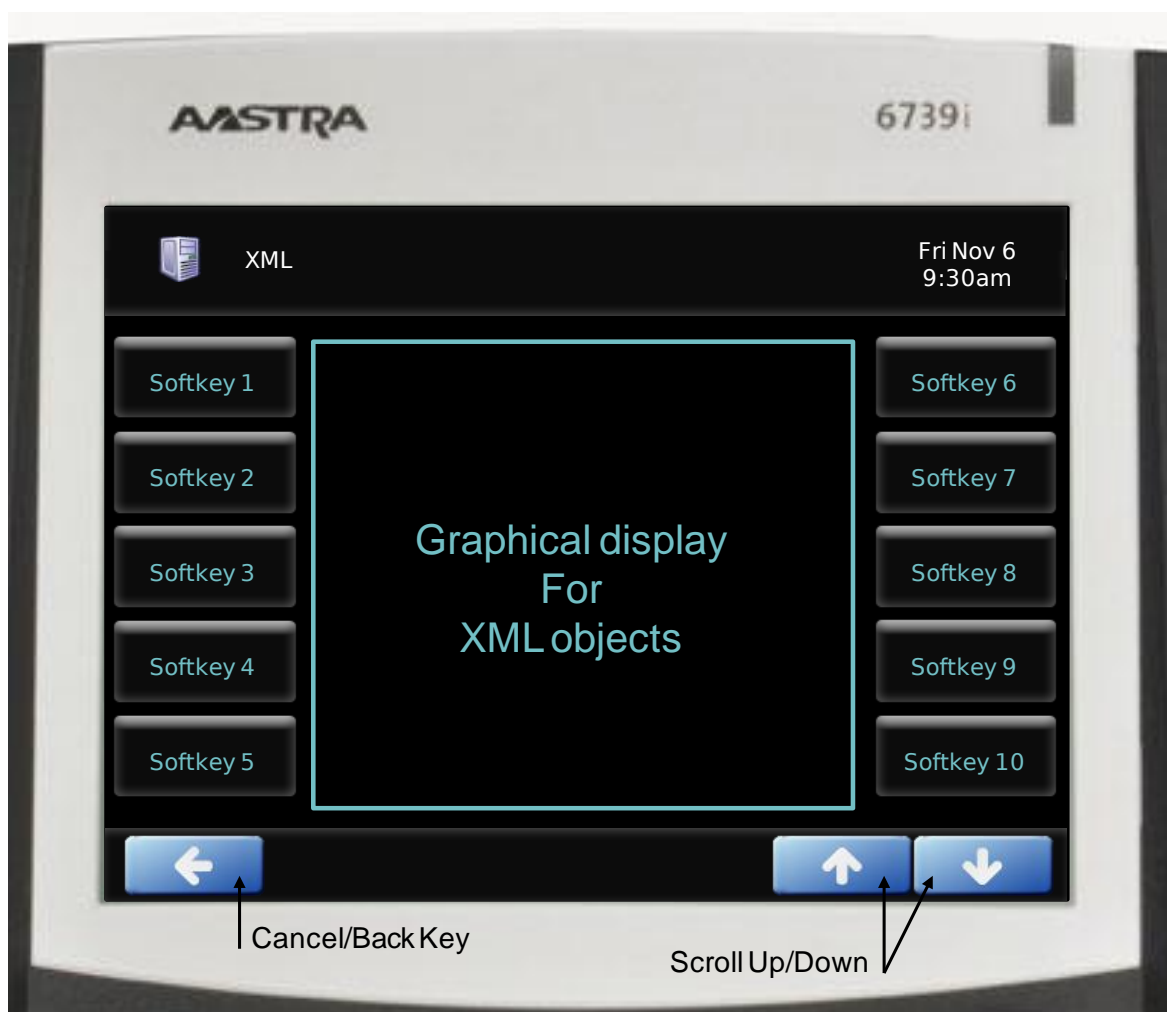 AASTRA
6739i
XML
Fri Nov 6
9:30am
Softkey 1
Softkey 2
Softkey 3
Softkey 4
Softkey 5
Graphical display
For
XML objects
Softkey 6
Softkey 7
Softkey 8
Softkey 9
Softkey 10
Cancel/Back Key
Scroll Up/Down